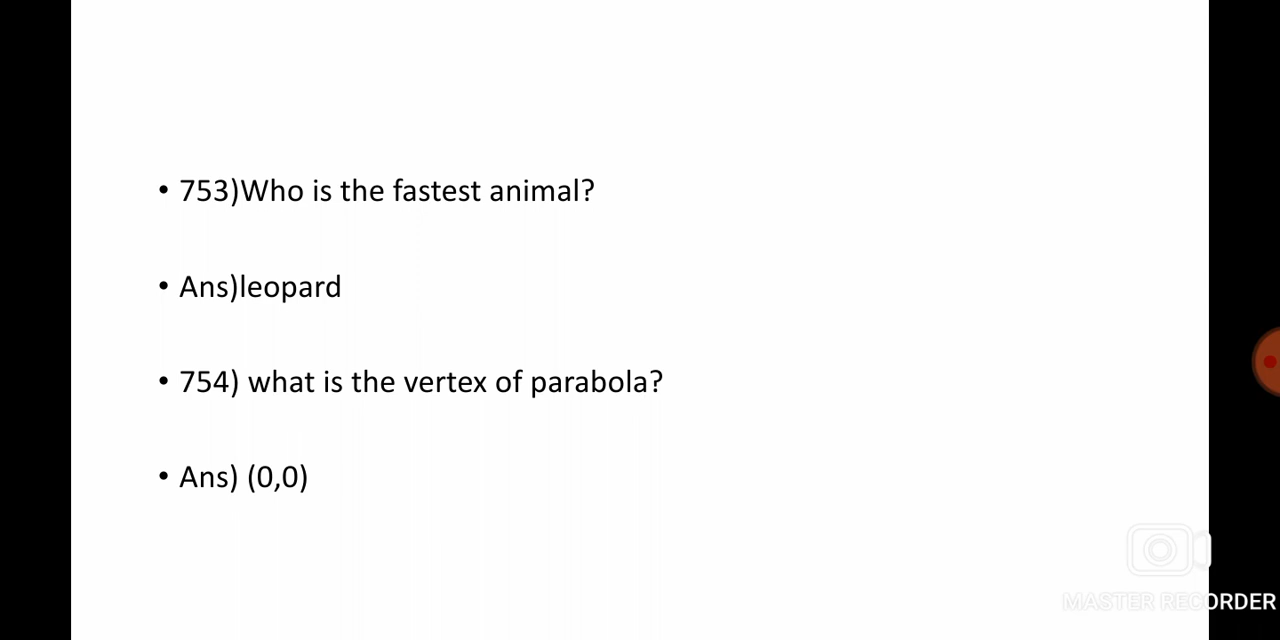 • 753)Who is the fastest animal?
• Ans)leopard
• 754) what is the vertex of parabola?
• Ans) (0,0)
MASTER RECORDER